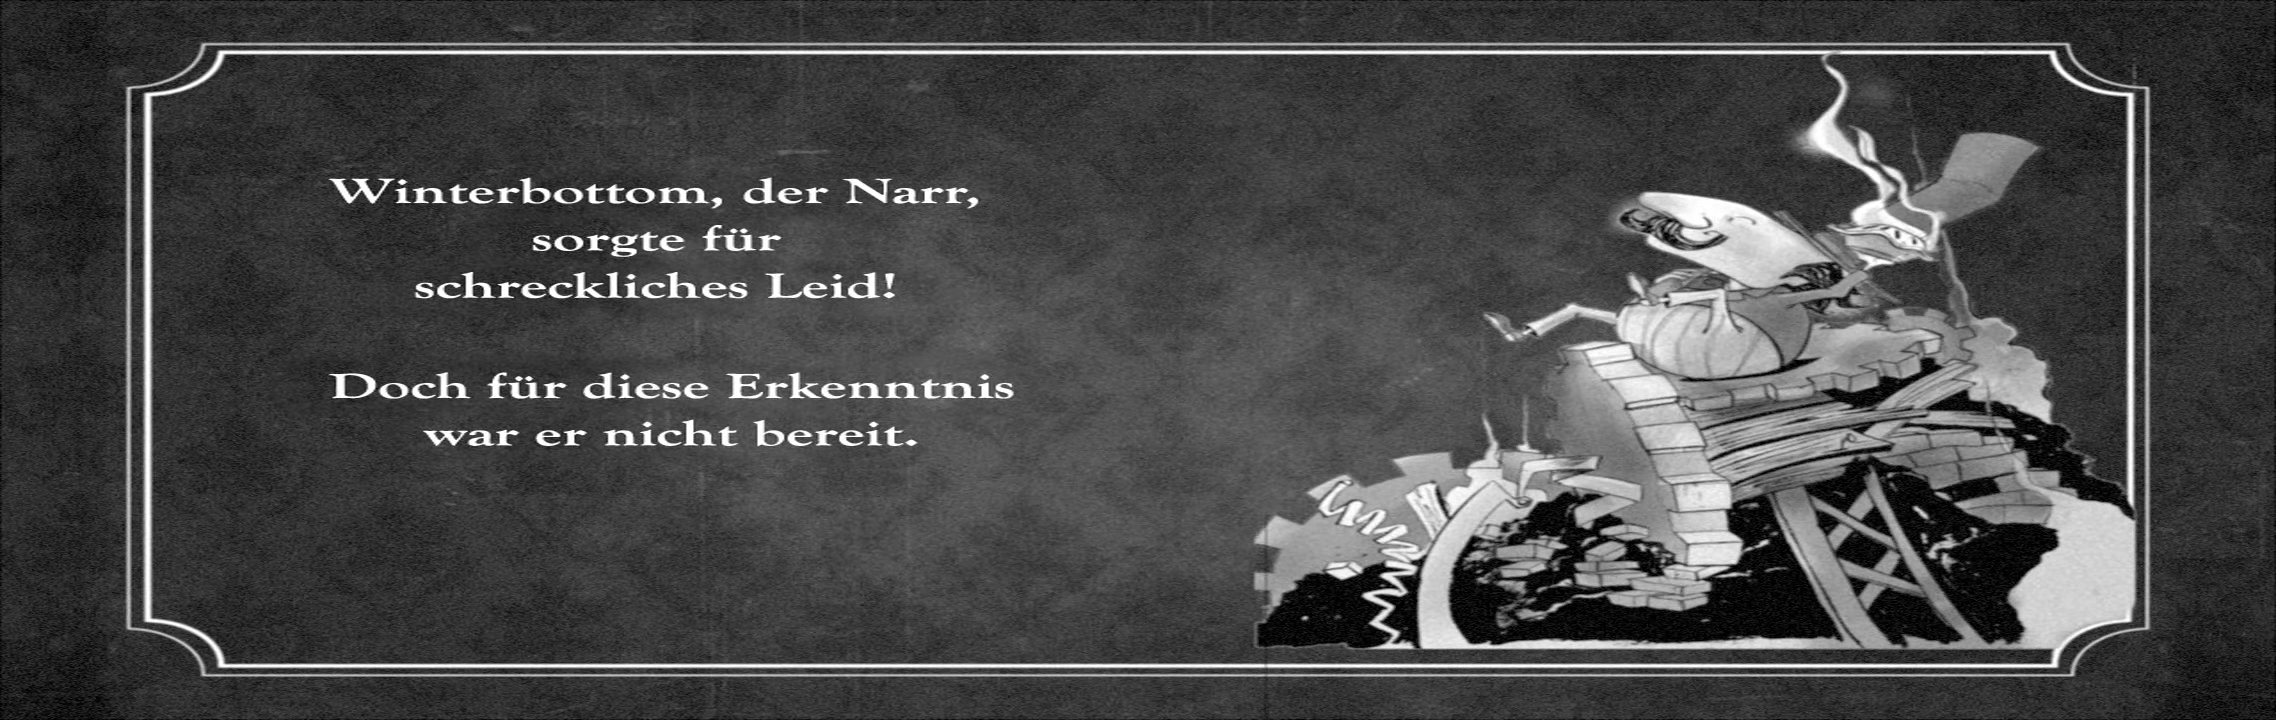 Winterbottom, der Narr,
sorgte für
schreckliches Leid!
Doch für diese Erkenntnis
war er nicht bereit.